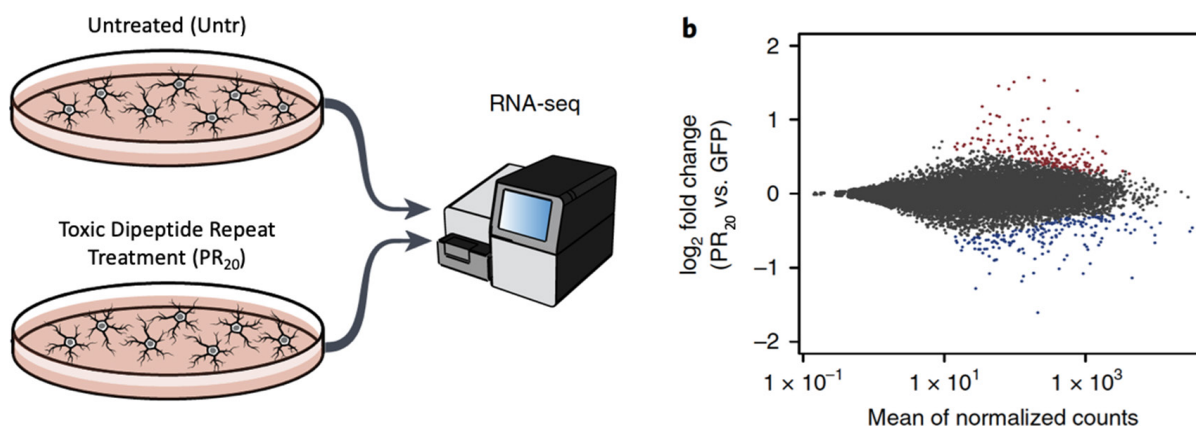 Untreated (Untr)
Toxic Dipeptide Repeat
Treatment (PR₂₀)
RNA-seq
b
log₂ fold change
(PR₂₀ vs. GFP)
2
1
0
−1
−2
1 × 10⁻¹
1 × 10¹
1 × 10³
Mean of normalized counts